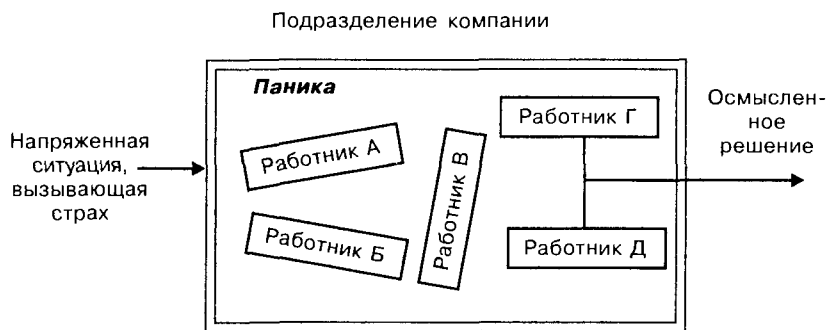 Подразделение компании
Паника
Напряженная
ситуация,
вызывающая
страх
Работник А
Работник Б
Работник В
Работник Г
Работник Д
Осмыслен-
ное
решение